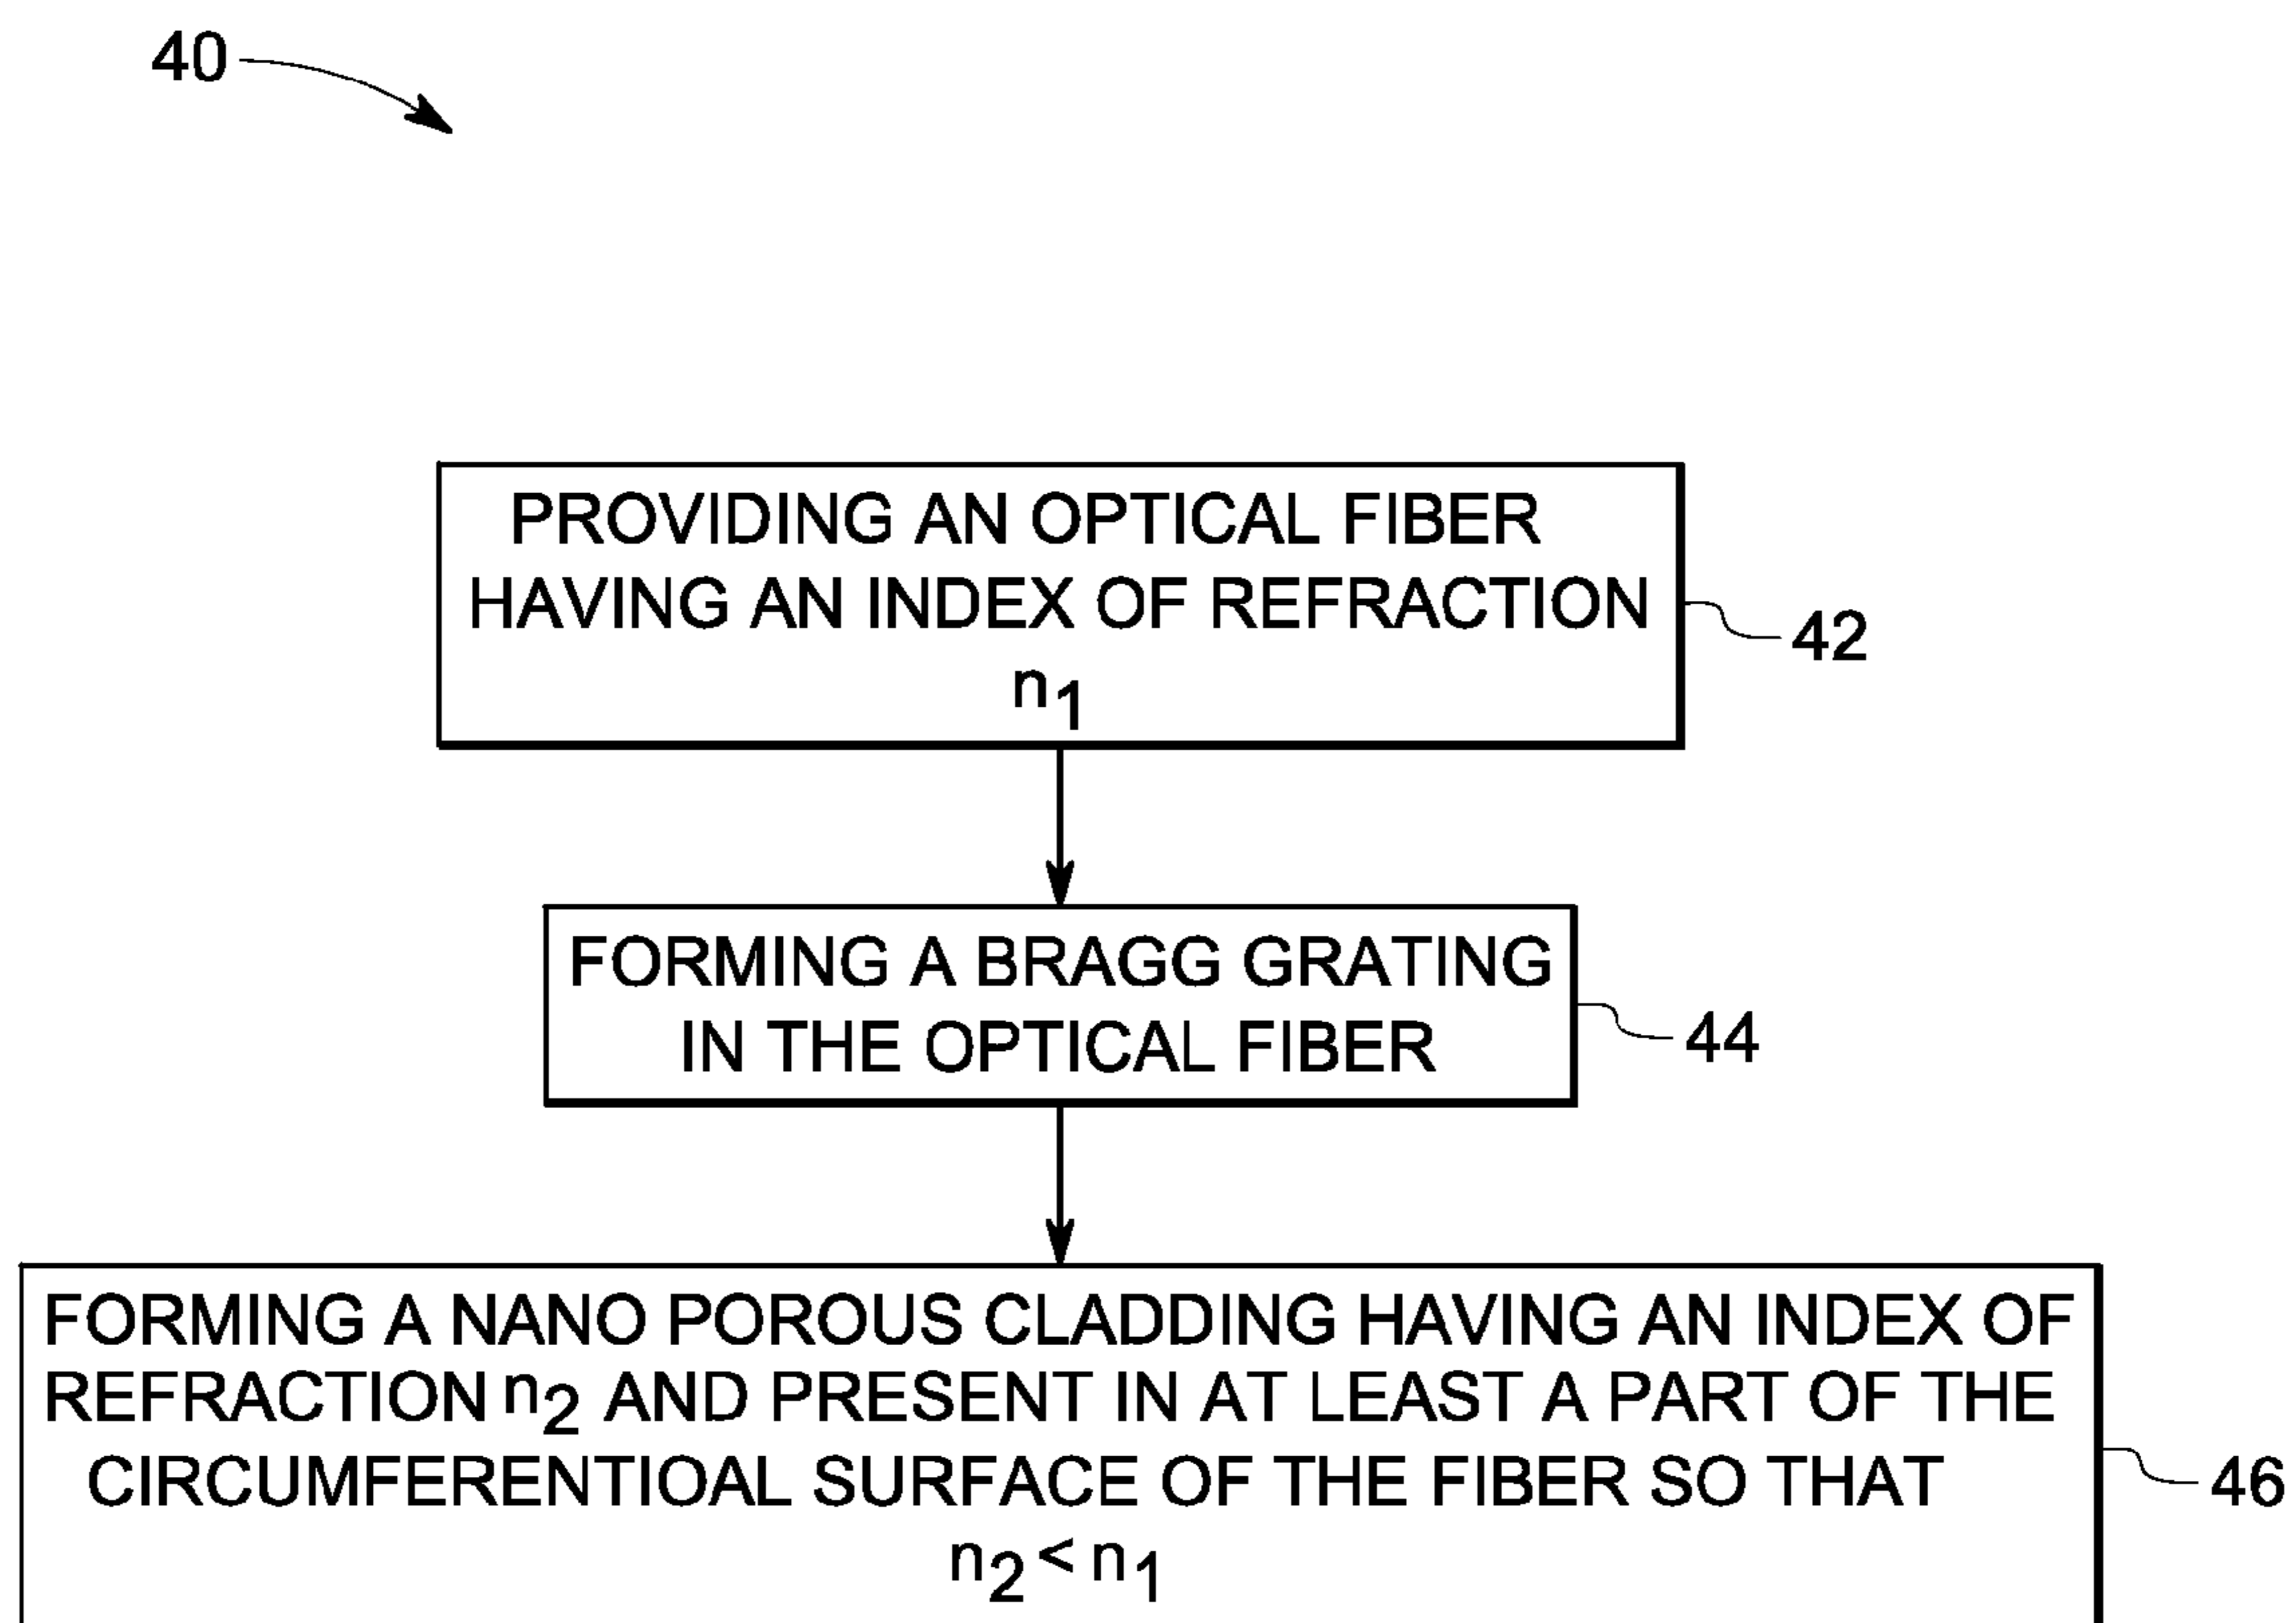 40
PROVIDING AN OPTICAL FIBER
HAVING AN INDEX OF REFRACTION
n1
42
FORMING A BRAGG GRATING
IN THE OPTICAL FIBER
44
FORMING A NANO POROUS CLADDING HAVING AN INDEX OF
REFRACTION n2 AND PRESENT IN AT LEAST A PART OF THE
CIRCUMFERENTIOAL SURFACE OF THE FIBER SO THAT
n2 < n1
46